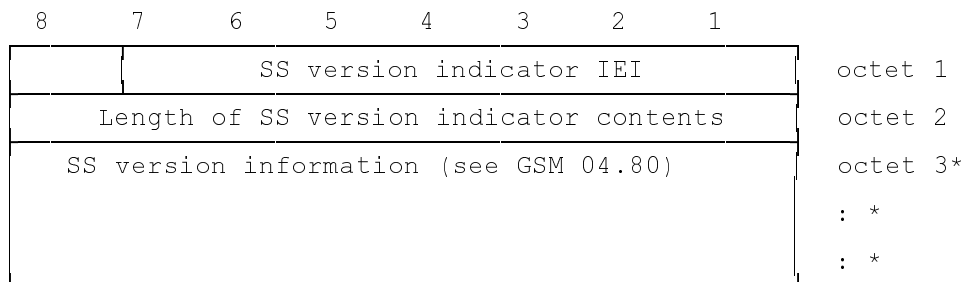 8 7 6 5 4 3 2 1
SS version indicator IEI octet 1
Length of SS version indicator contents octet 2
SS version information (see GSM 04.80) octet 3*
: *
: *